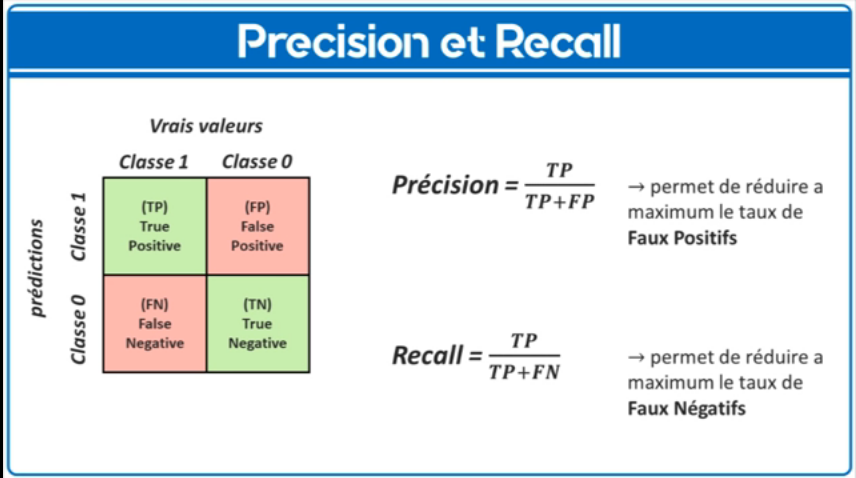 Precision et Recall
Vrais valeurs
Classe 1 Classe 0
prédictions
Classe 1
(TP)
True
Positive
(FP)
False
Positive
Classe 0
(FN)
False
Negative
(TN)
True
Negative
Précision = TP / TP+FP
→ permet de réduire a
maximum le taux de
Faux Positifs
Recall = TP / TP+FN
→ permet de réduire a
maximum le taux de
Faux Négatifs